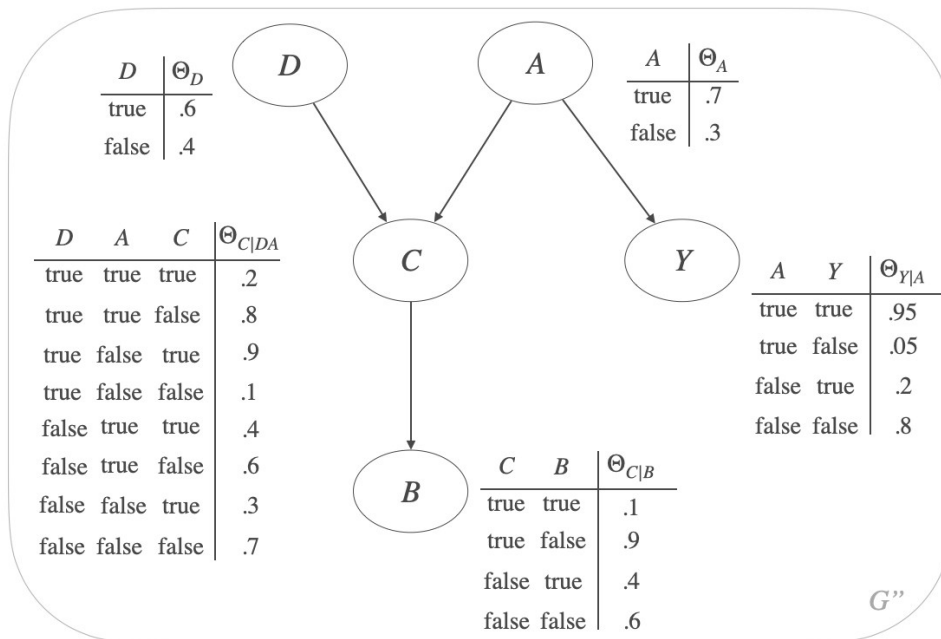 D A
D Θ_D
true .6
false .4
A Θ_A
true .7
false .3
C Y
D A C Θ_{C|DA}
true true true .2
true true false .8
true false true .9
true false false .1
false true true .4
false true false .6
false false true .3
false false false .7
A Y Θ_{Y|A}
true true .95
true false .05
false true .2
false false .8
B
C B Θ_{C|B}
true true .1
true false .9
false true .4
false false .6
G”